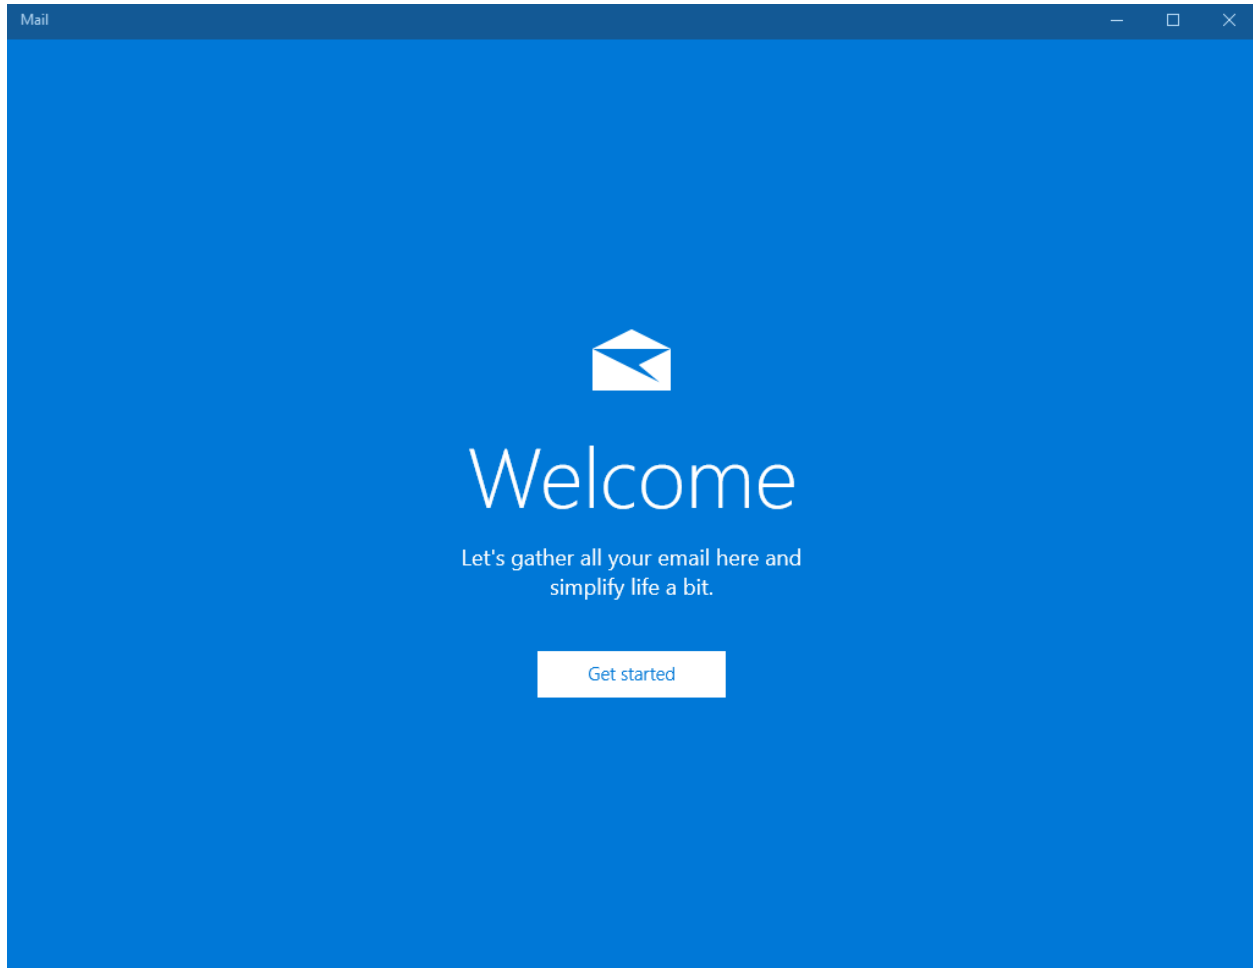 Mail
Welcome
Let's gather all your email here and
simplify life a bit.
Get started